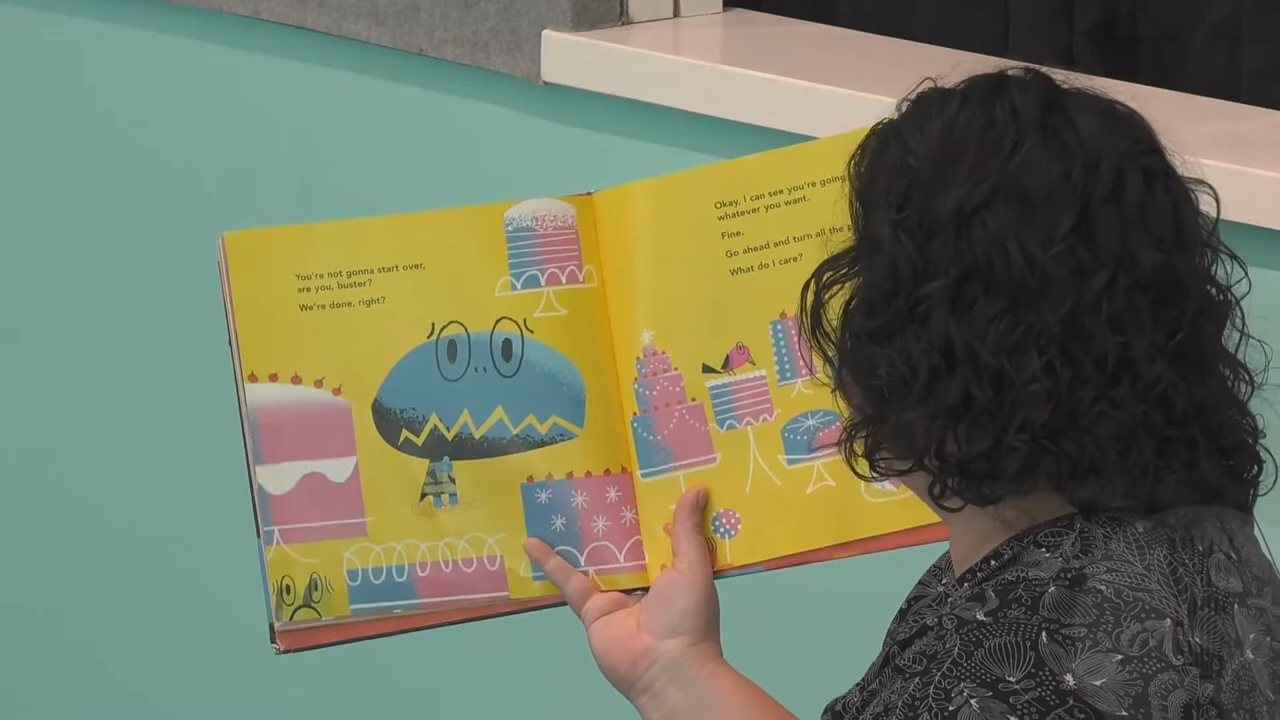 You're not gonna start over,
are you, buster?
We're done, right?
Okay, I can see you're going
whatever you want.
Fine.
Go ahead and turn all the
What do I care?